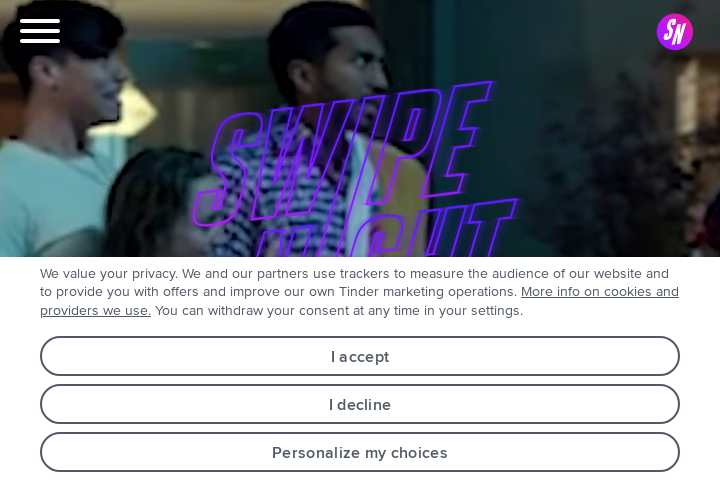 SN
SWIPE
NIGHT
We value your privacy. We and our partners use trackers to measure the audience of our website and
to provide you with offers and improve our own Tinder marketing operations. More info on cookies and
providers we use. You can withdraw your consent at any time in your settings.
I accept
I decline
Personalize my choices